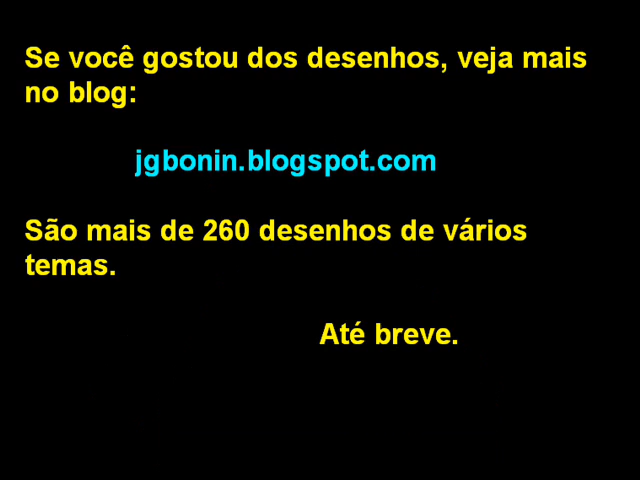 Se você gostou dos desenhos, veja mais
no blog:
jgbonin.blogspot.com
São mais de 260 desenhos de vários
temas.
Até breve.